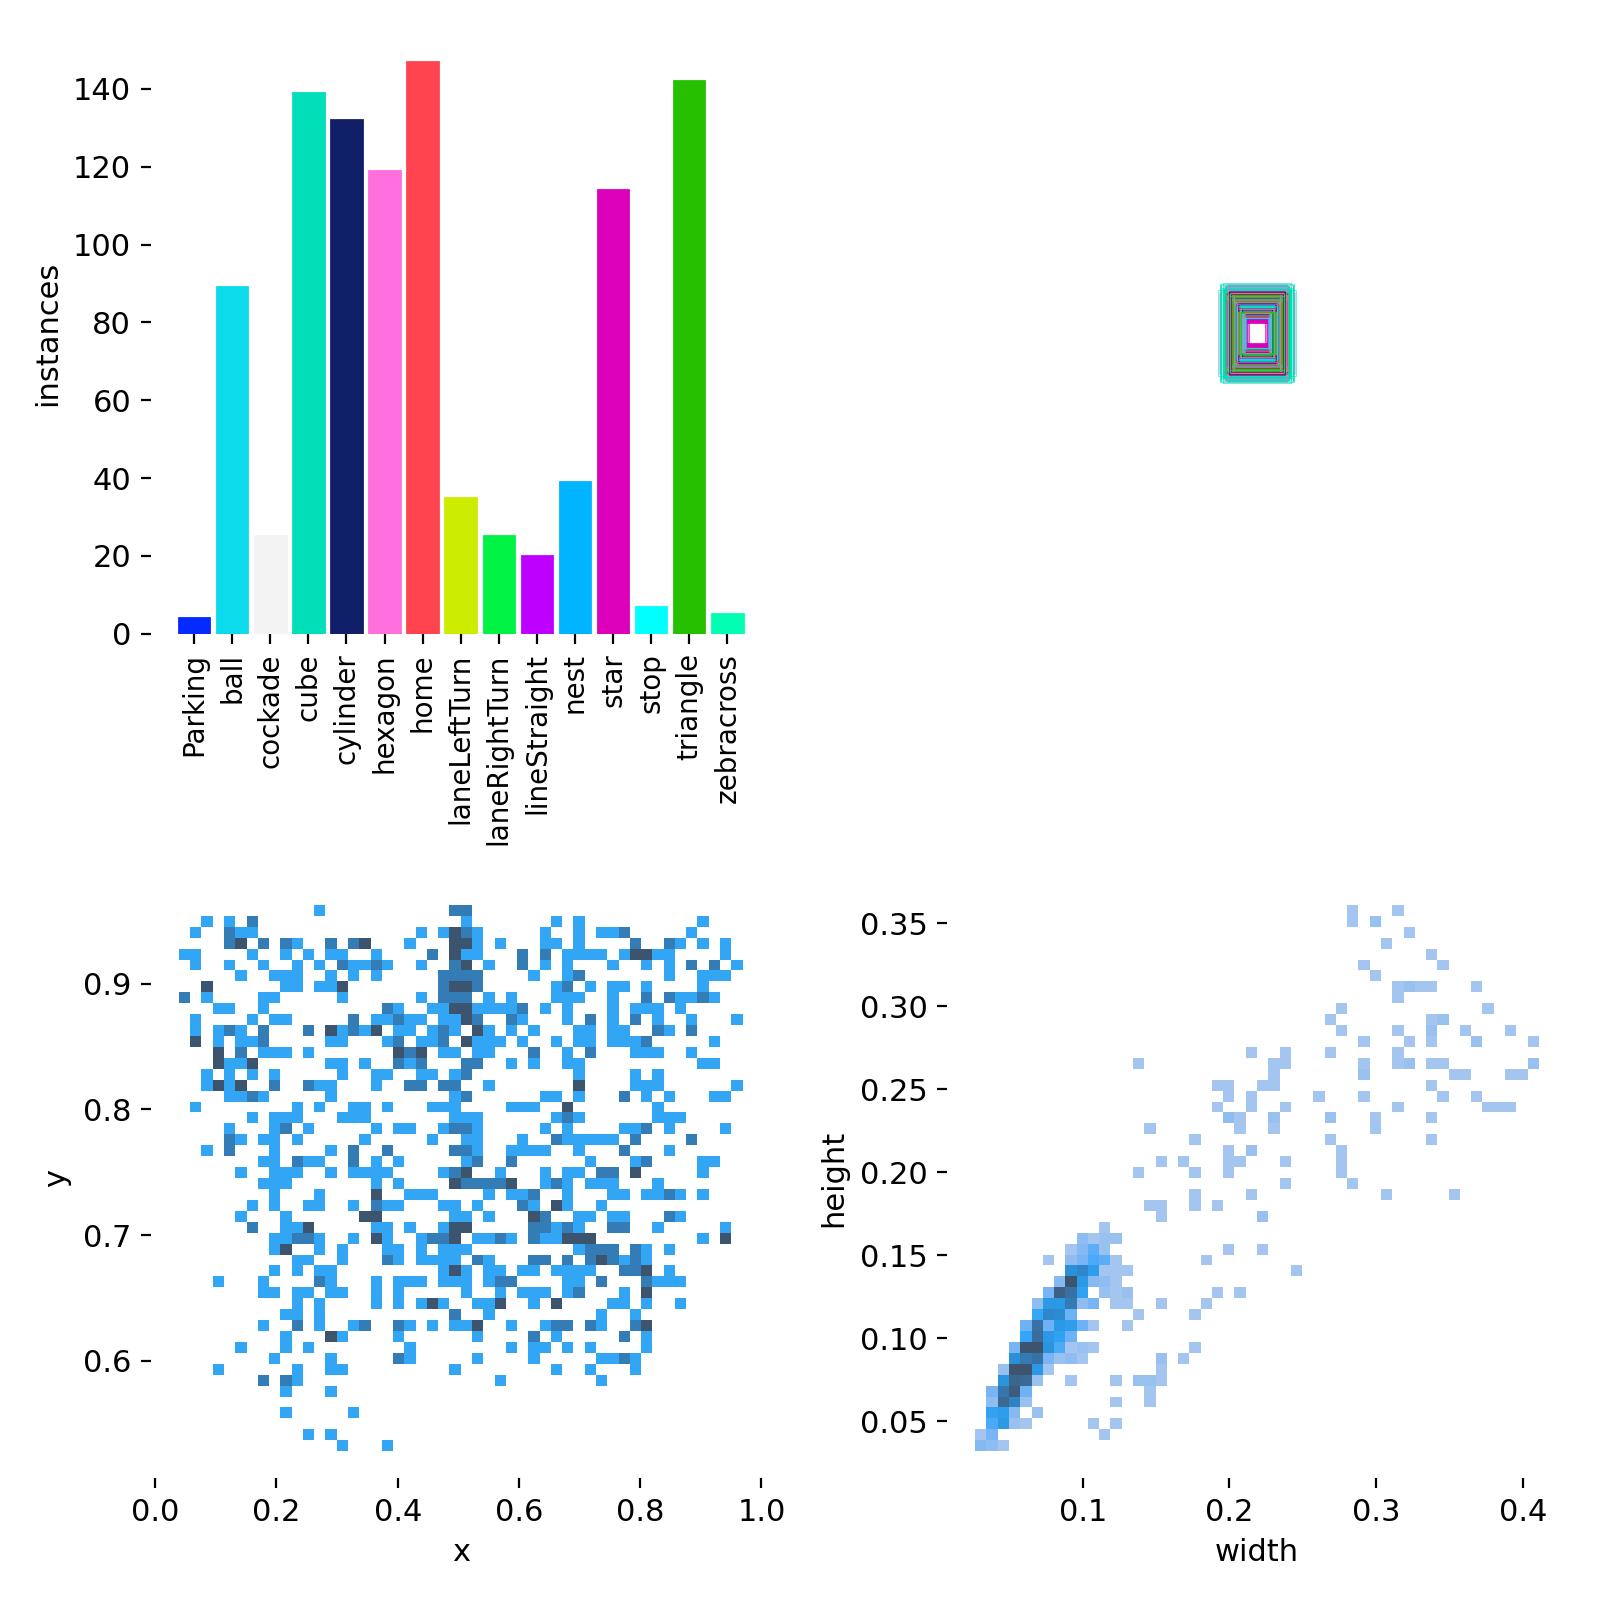 instances
140
120
100
80
60
40
20
0
Parking
ball
cockade
cube
cylinder
hexagon
home
laneLeftTurn
laneRightTurn
lineStraight
nest
star
stop
triangle
zebracross
y
0.9
0.8
0.7
0.6
0.0 0.2 0.4 0.6 0.8 1.0
x
height
0.35
0.30
0.25
0.20
0.15
0.10
0.05
0.1 0.2 0.3 0.4
width